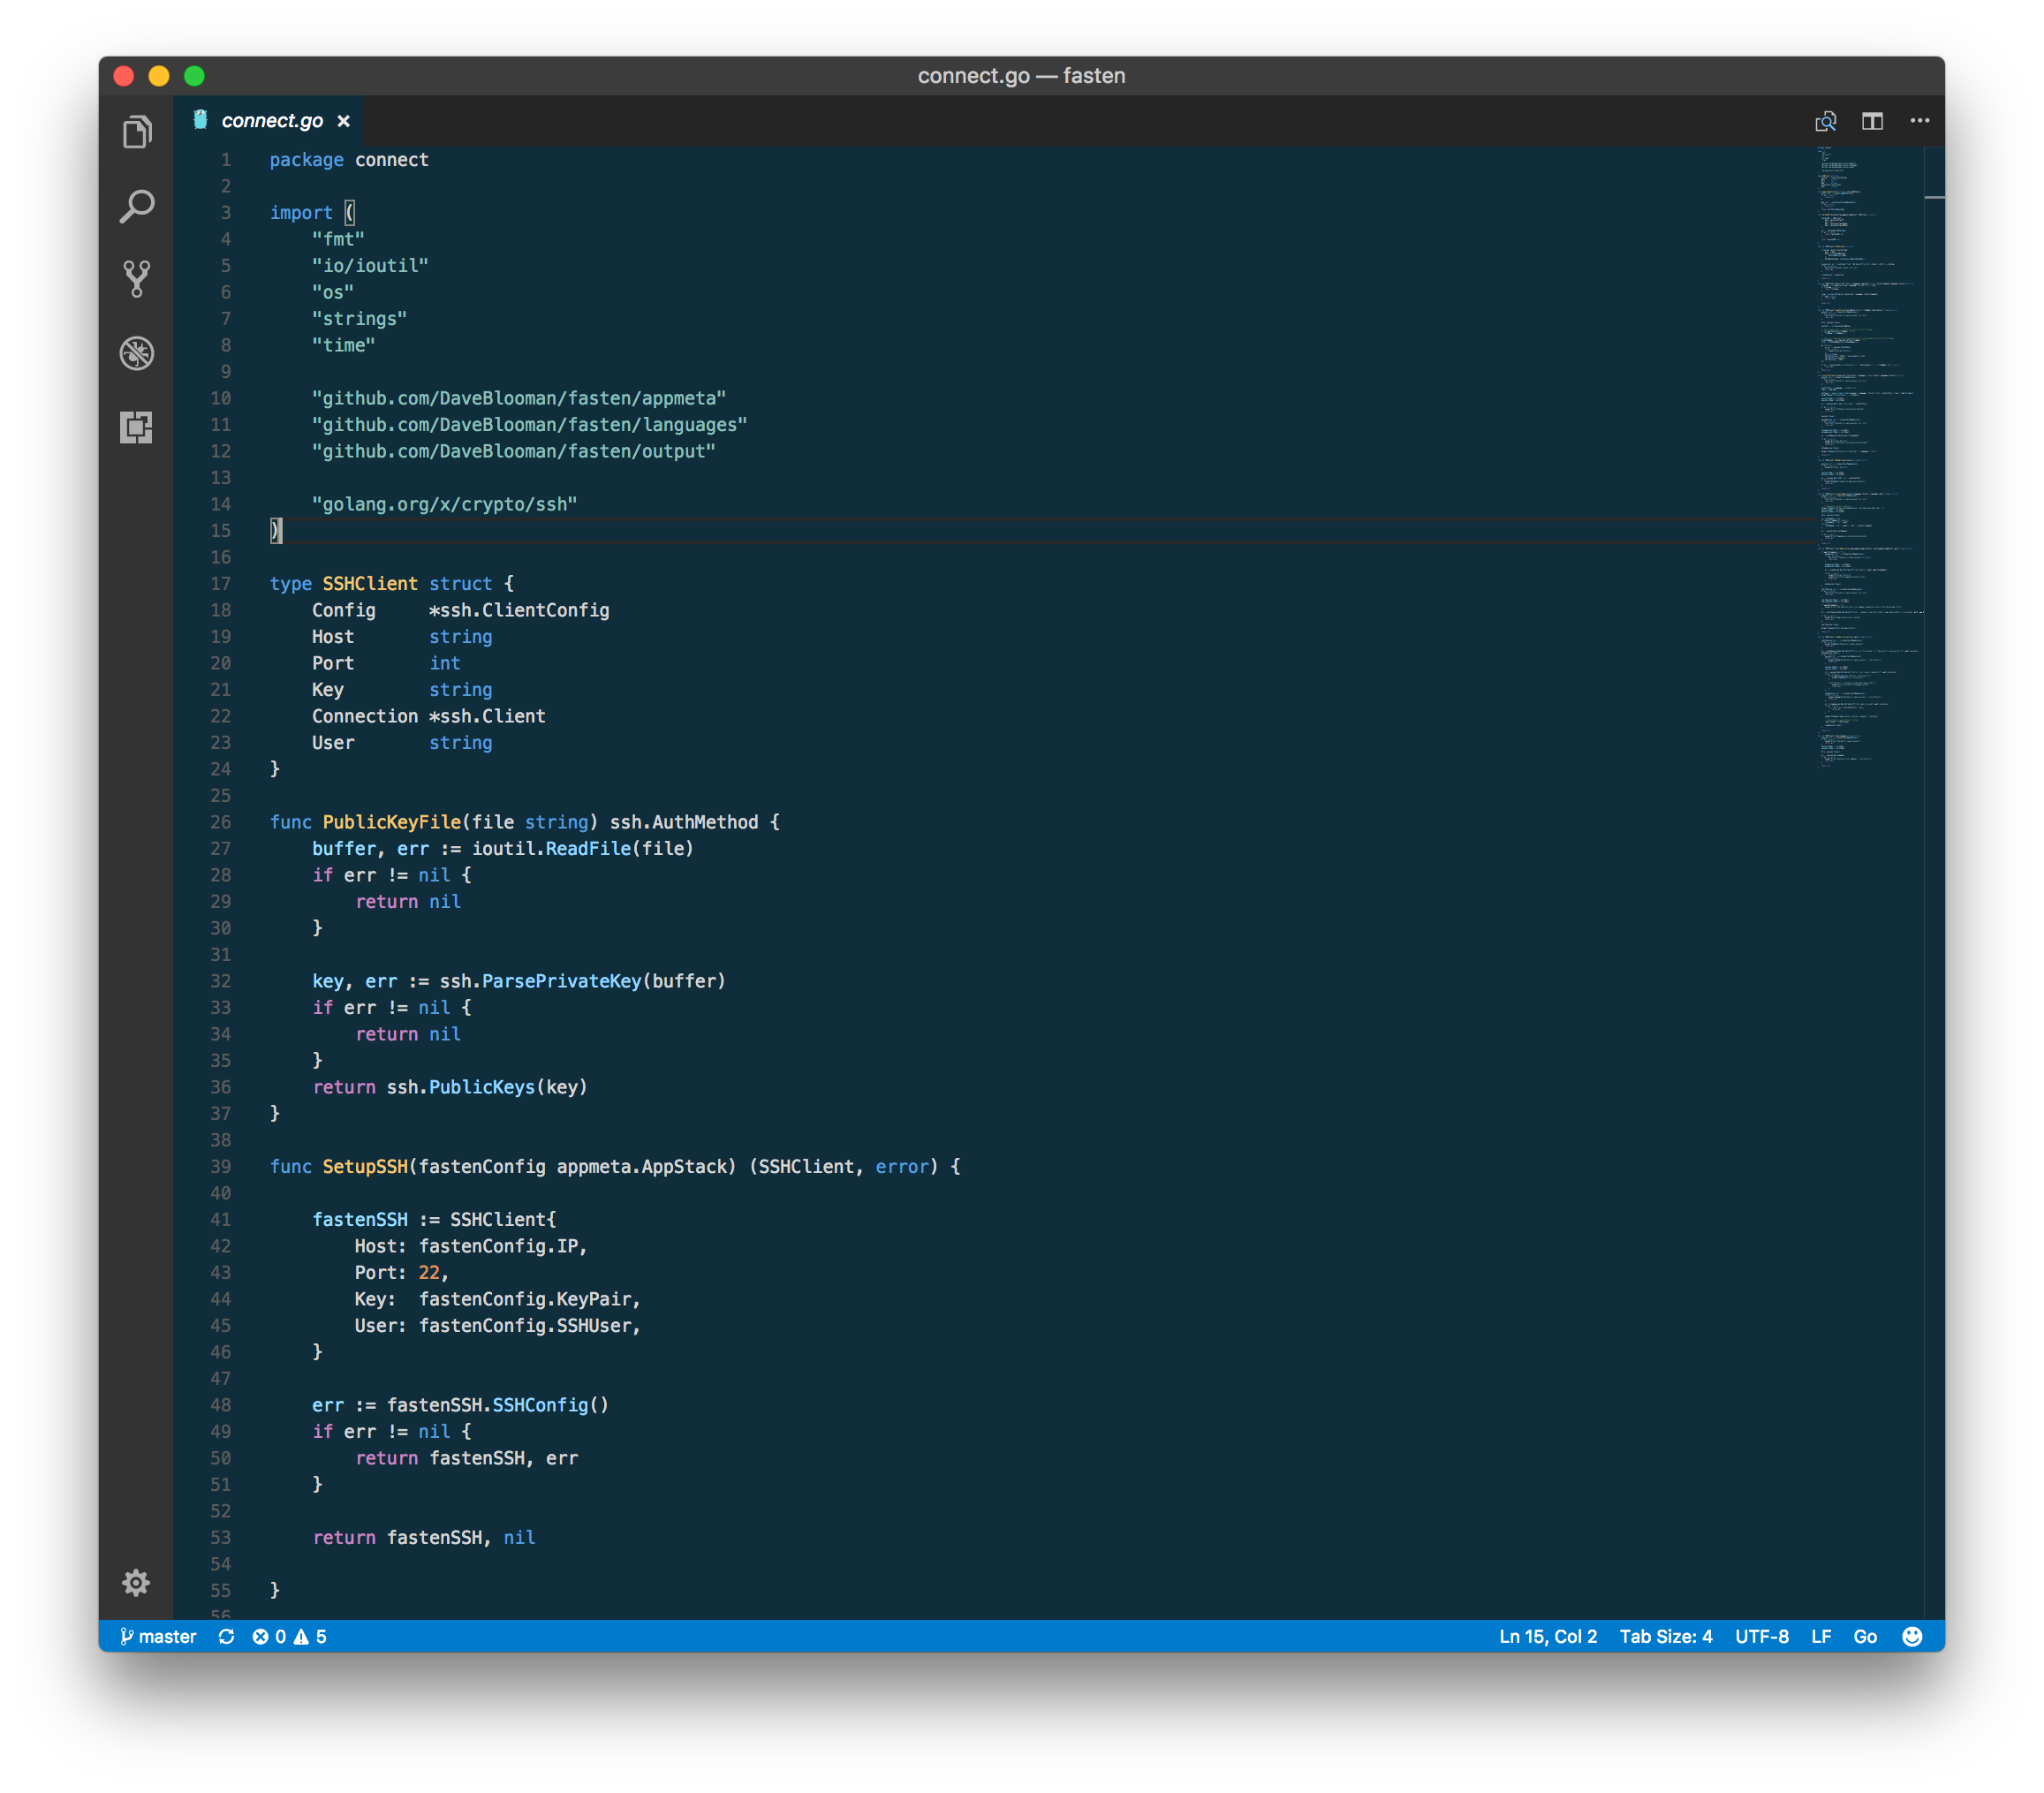 connect.go — fasten
connect.go ×
1 package connect
2
3 import (
4     "fmt"
5     "io/ioutil"
6     "os"
7     "strings"
8     "time"
9
10     "github.com/DaveBlooman/fasten/appmeta"
11     "github.com/DaveBlooman/fasten/languages"
12     "github.com/DaveBlooman/fasten/output"
13
14     "golang.org/x/crypto/ssh"
15 )
16
17 type SSHClient struct {
18     Config     *ssh.ClientConfig
19     Host       string
20     Port       int
21     Key        string
22     Connection *ssh.Client
23     User       string
24 }
25
26 func PublicKeyFile(file string) ssh.AuthMethod {
27     buffer, err := ioutil.ReadFile(file)
28     if err != nil {
29         return nil
30     }
31
32     key, err := ssh.ParsePrivateKey(buffer)
33     if err != nil {
34         return nil
35     }
36     return ssh.PublicKeys(key)
37 }
38
39 func SetupSSH(fastenConfig appmeta.AppStack) (SSHClient, error) {
40
41     fastenSSH := SSHClient{
42         Host: fastenConfig.IP,
43         Port: 22,
44         Key:  fastenConfig.KeyPair,
45         User: fastenConfig.SSHUser,
46     }
47
48     err := fastenSSH.SSHConfig()
49     if err != nil {
50         return fastenSSH, err
51     }
52
53     return fastenSSH, nil
54
55 }
56
master 0 5 Ln 15, Col 2 Tab Size: 4 UTF-8 LF Go